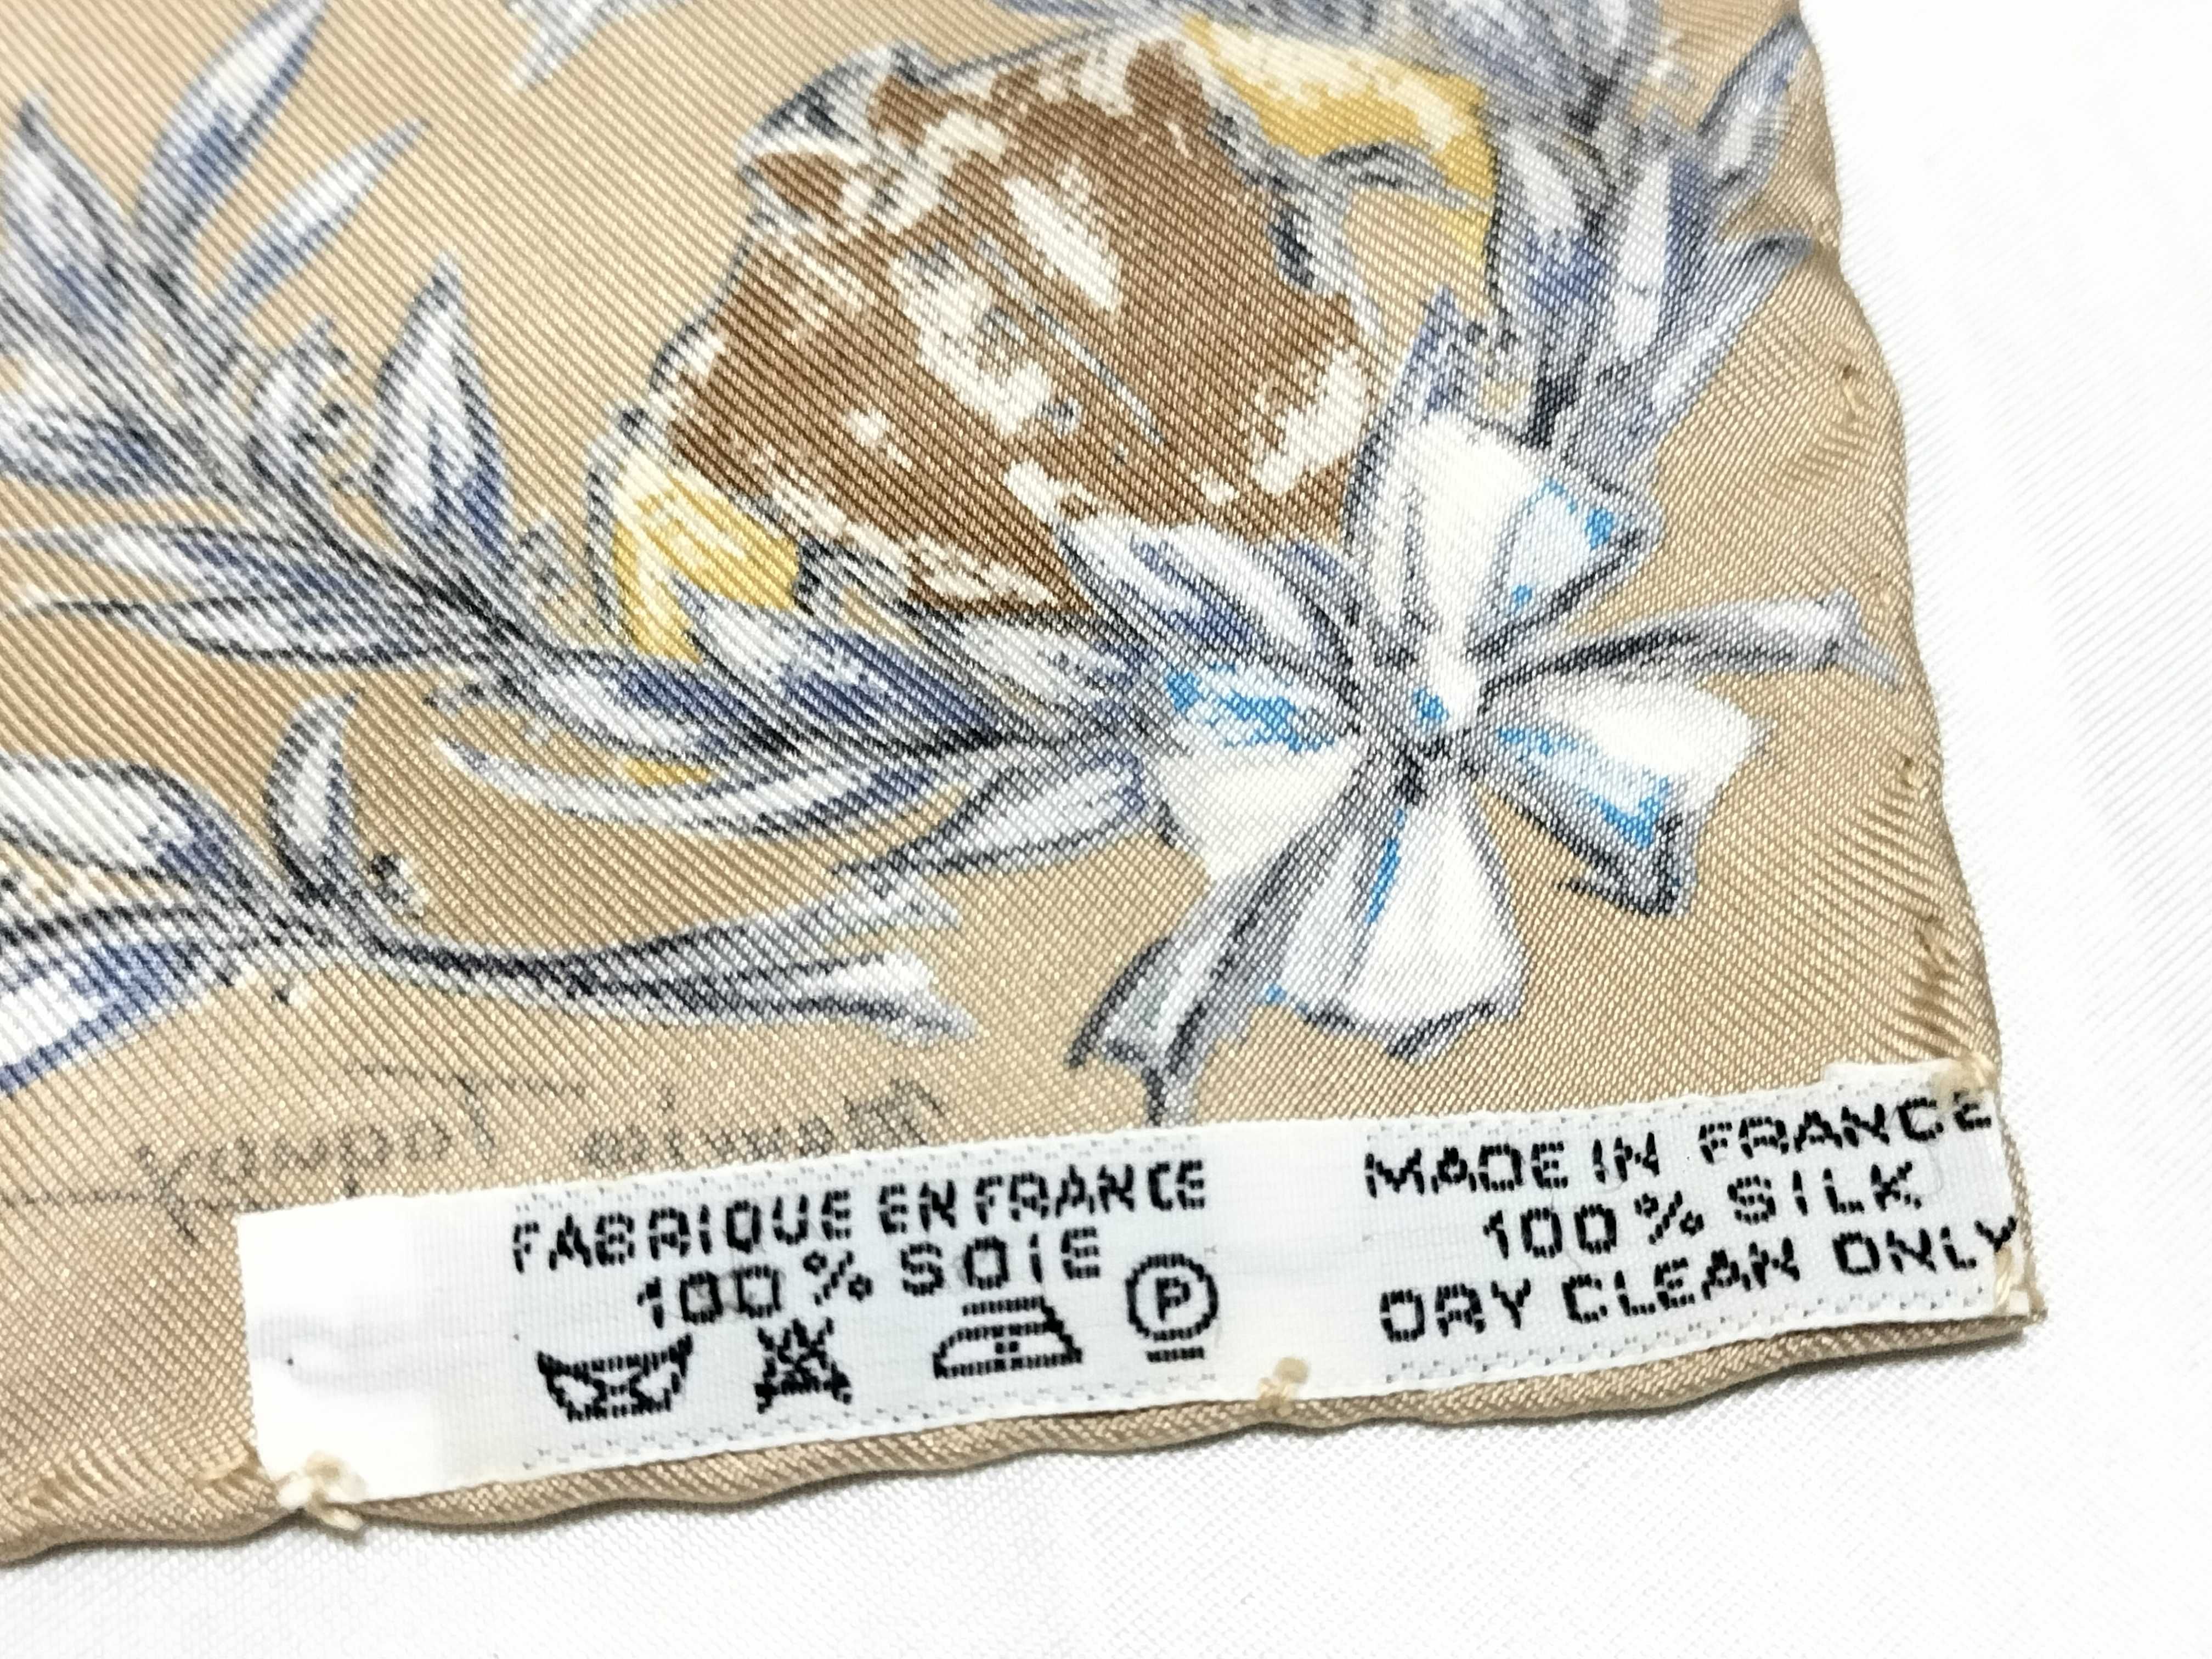 FABRIQUE EN FRANCE
100 % SOIE
P
MADE IN FRANCE
100 % SILK
DRY CLEAN ONLY